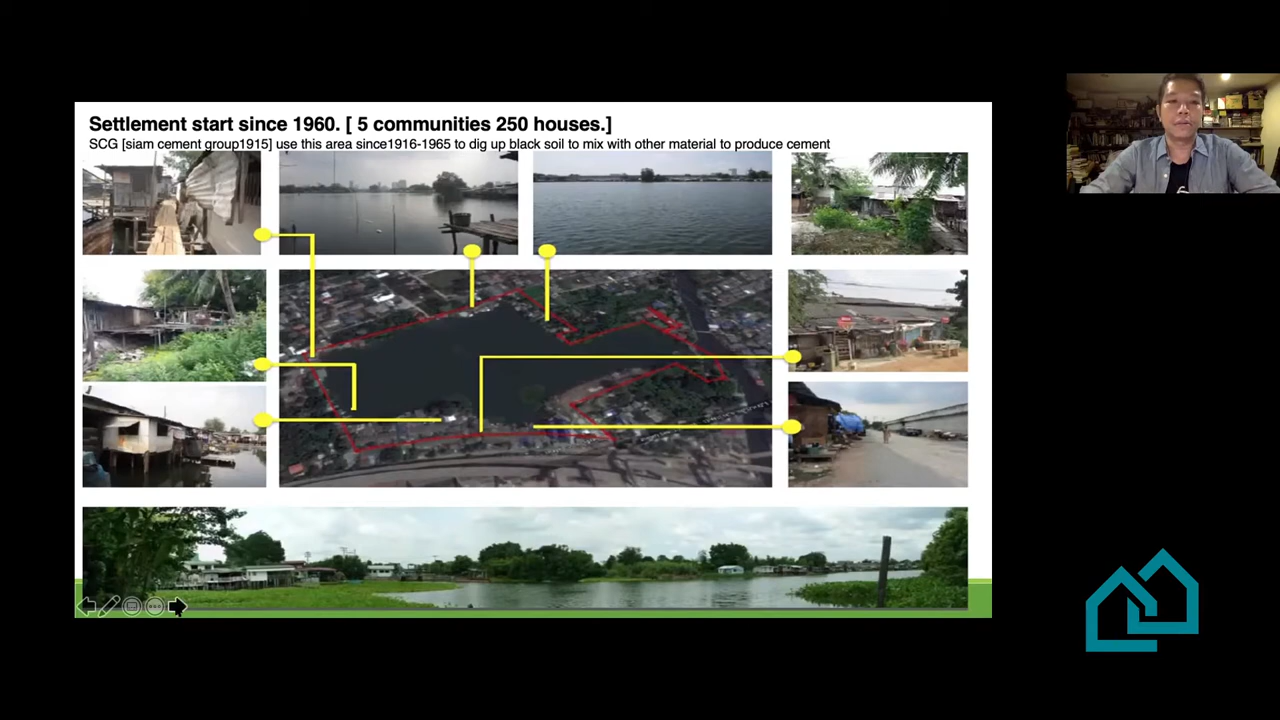 Settlement start since 1960. [ 5 communities 250 houses.]
SCG [siam cement group1915] use this area since1916-1965 to dig up black soil to mix with other material to produce cement